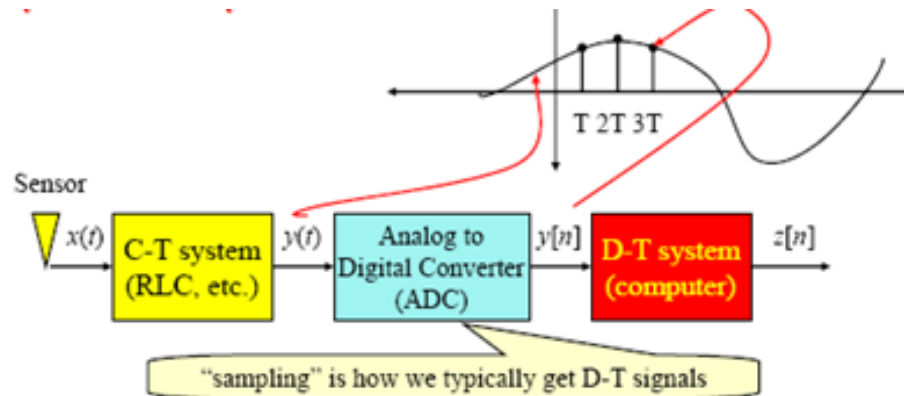 T 2T 3T
Sensor
x(t)
C-T system
(RLC, etc.)
y(t)
Analog to
Digital Converter
(ADC)
y[n]
D-T system
(computer)
z[n]
“sampling” is how we typically get D-T signals